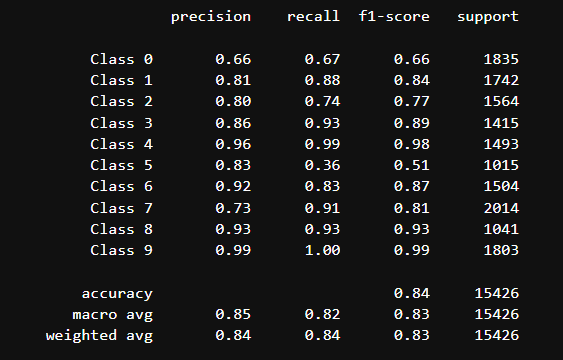 precision recall f1-score support
Class 0 0.66 0.67 0.66 1835
Class 1 0.81 0.88 0.84 1742
Class 2 0.80 0.74 0.77 1564
Class 3 0.86 0.93 0.89 1415
Class 4 0.96 0.99 0.98 1493
Class 5 0.83 0.36 0.51 1015
Class 6 0.92 0.83 0.87 1504
Class 7 0.73 0.91 0.81 2014
Class 8 0.93 0.93 0.93 1041
Class 9 0.99 1.00 0.99 1803
accuracy 0.84 15426
macro avg 0.85 0.82 0.83 15426
weighted avg 0.84 0.84 0.83 15426